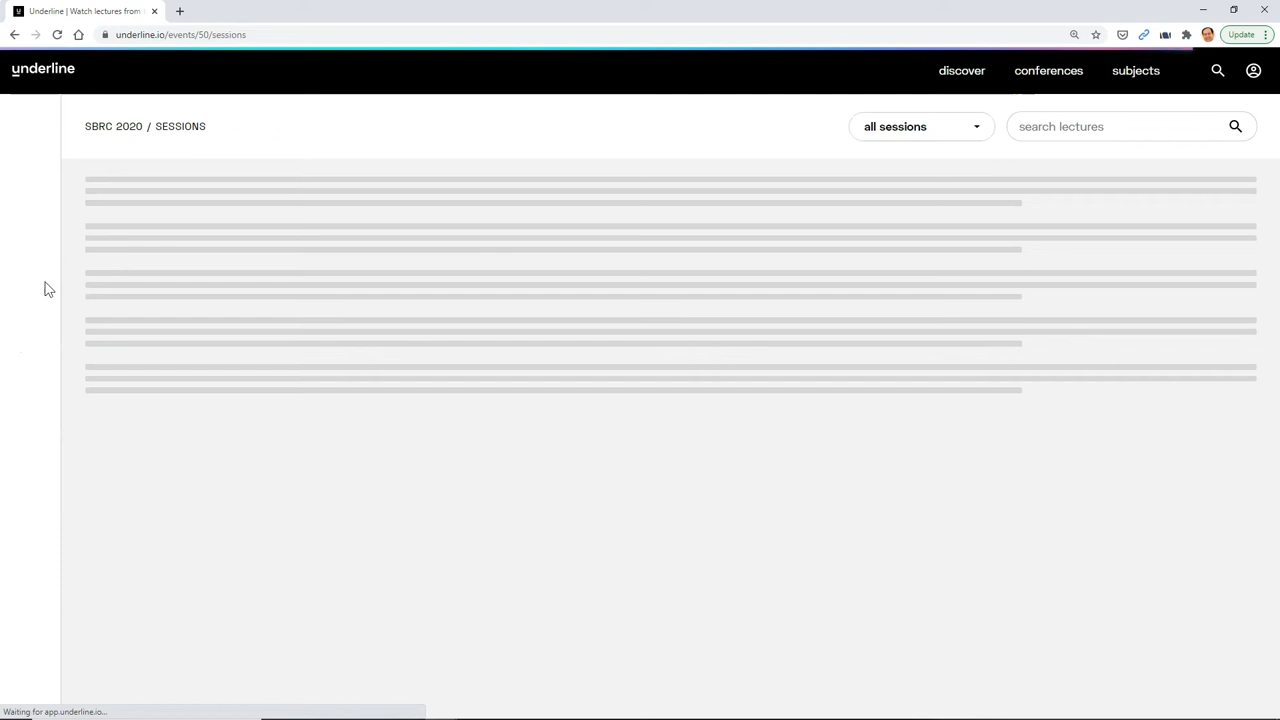 Underline | Watch lectures from
underline.io/events/50/sessions
Update
underline
discover
conferences
subjects
SBRC 2020 / SESSIONS
all sessions
search lectures
Waiting for app.underline.io...